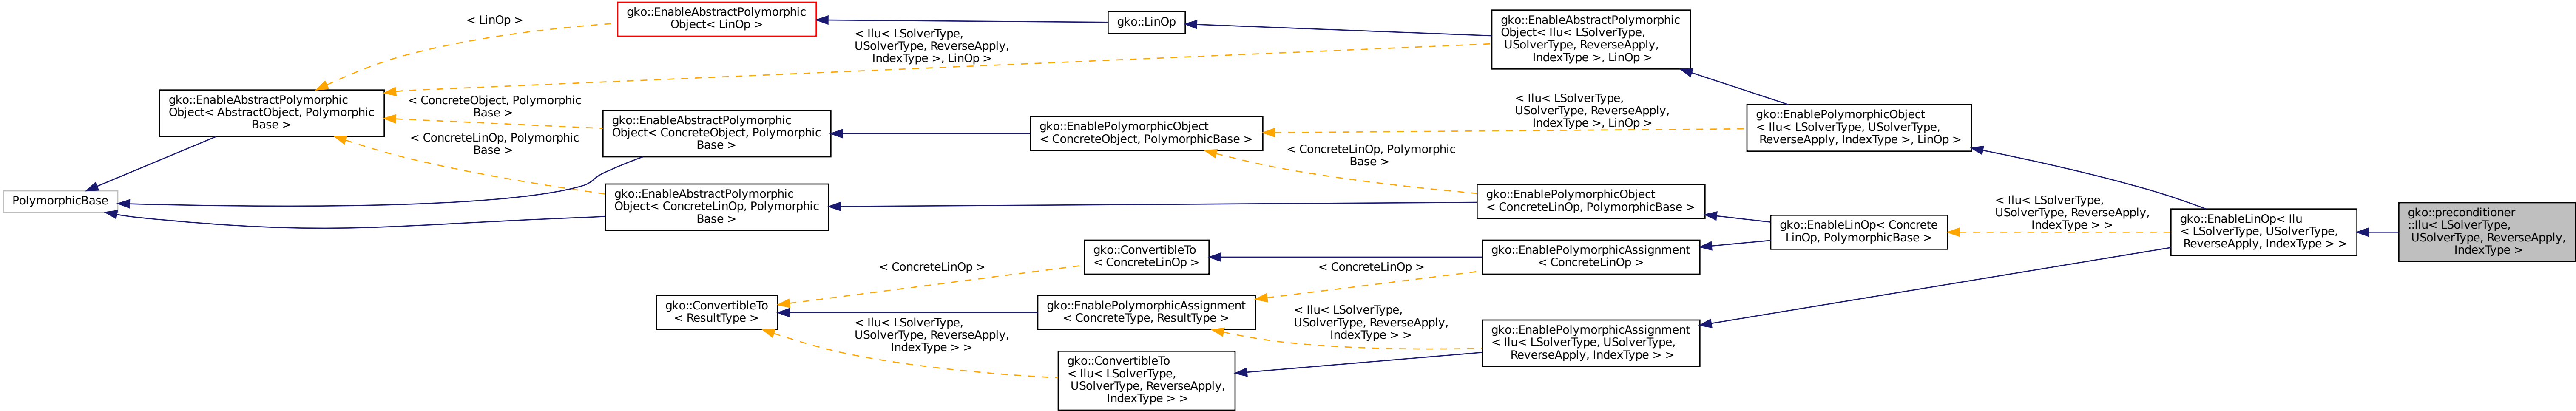 gko::EnableAbstractPolymorphic
Object< LinOp >
< LinOp >
gko::LinOp
gko::EnableAbstractPolymorphic
Object< Ilu< LSolverType,
USolverType, ReverseApply,
IndexType >, LinOp >
< Ilu< LSolverType,
USolverType, ReverseApply,
IndexType >, LinOp >
gko::EnableAbstractPolymorphic
Object< AbstractObject, Polymorphic
Base >
< ConcreteObject, Polymorphic
Base >
< ConcreteLinOp, Polymorphic
Base >
gko::EnableAbstractPolymorphic
Object< ConcreteObject, Polymorphic
Base >
gko::EnablePolymorphicObject
< ConcreteObject, PolymorphicBase >
< Ilu< LSolverType,
USolverType, ReverseApply,
IndexType >, LinOp >
gko::EnablePolymorphicObject
< Ilu< LSolverType, USolverType,
ReverseApply, IndexType >, LinOp >
< ConcreteLinOp, Polymorphic
Base >
PolymorphicBase
gko::EnableAbstractPolymorphic
Object< ConcreteLinOp, Polymorphic
Base >
gko::EnablePolymorphicObject
< ConcreteLinOp, PolymorphicBase >
gko::EnableLinOp< Concrete
LinOp, PolymorphicBase >
< Ilu< LSolverType,
USolverType, ReverseApply,
IndexType > >
gko::EnableLinOp< Ilu
< LSolverType, USolverType,
ReverseApply, IndexType > >
gko::preconditioner
::Ilu< LSolverType,
USolverType, ReverseApply,
IndexType >
gko::ConvertibleTo
< ConcreteLinOp >
gko::EnablePolymorphicAssignment
< ConcreteLinOp >
< ConcreteLinOp >
< ConcreteLinOp >
gko::ConvertibleTo
< ResultType >
gko::EnablePolymorphicAssignment
< ConcreteType, ResultType >
< Ilu< LSolverType,
USolverType, ReverseApply,
IndexType > >
< Ilu< LSolverType,
USolverType, ReverseApply,
IndexType > >
gko::EnablePolymorphicAssignment
< Ilu< LSolverType, USolverType,
ReverseApply, IndexType > >
gko::ConvertibleTo
< Ilu< LSolverType,
USolverType, ReverseApply,
IndexType > >